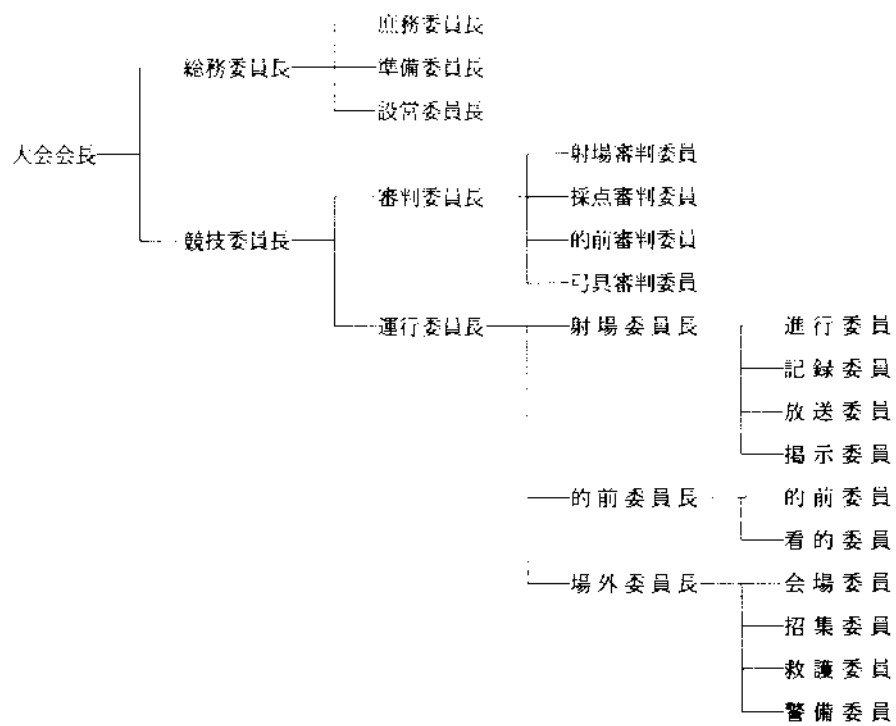 庶務委員長
総務委員長 準備委員長
設営委員長
大会会長 射場審判委員
審判委員長 採点審判委員
競技委員長 的前審判委員
弓具審判委員
運行委員長 射場委員長 進行委員
記録委員
放送委員
掲示委員
的前委員長 的前委員
看的委員
場外委員長 会場委員
招集委員
救護委員
警備委員